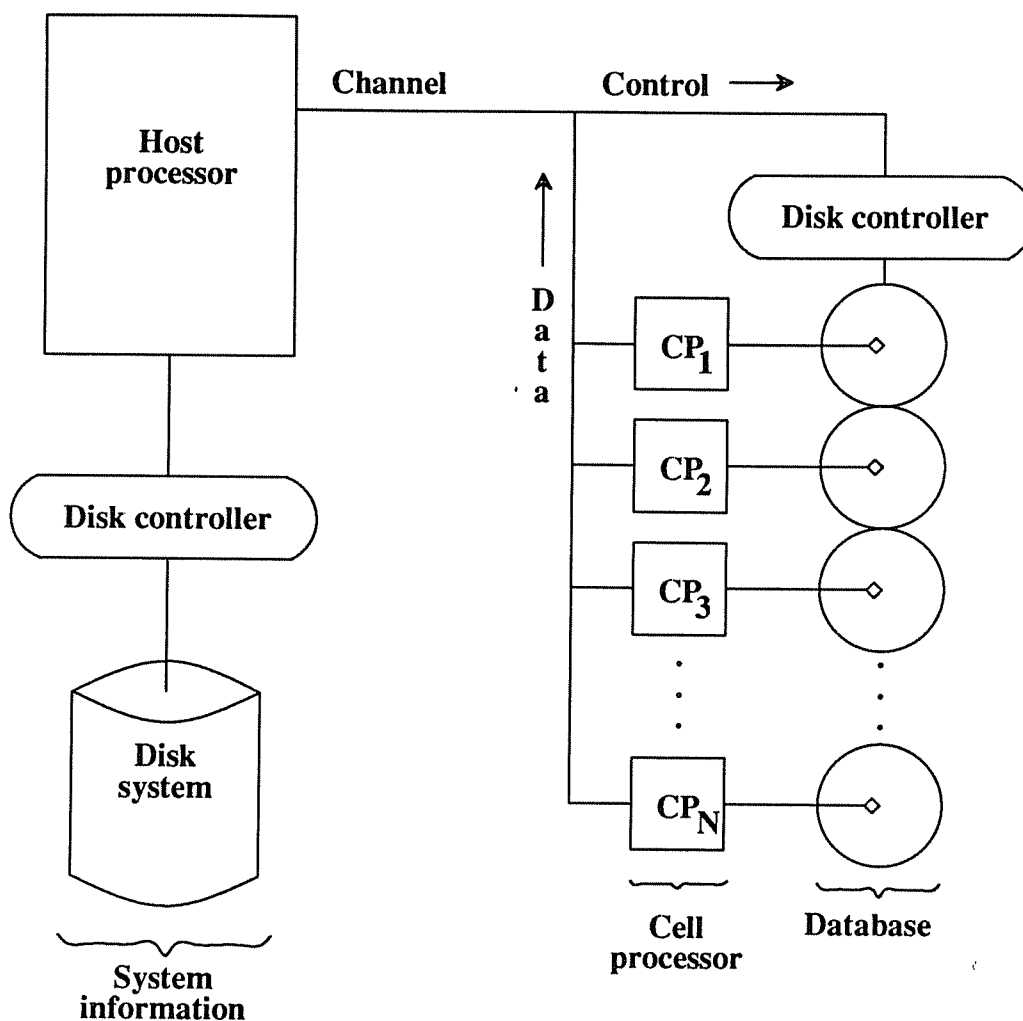 Channel
Control
Host
processor
Disk controller
D
a
t
a
CP1
CP2
CP3
CPN
Disk controller
Disk
system
System
information
Cell
processor
Database